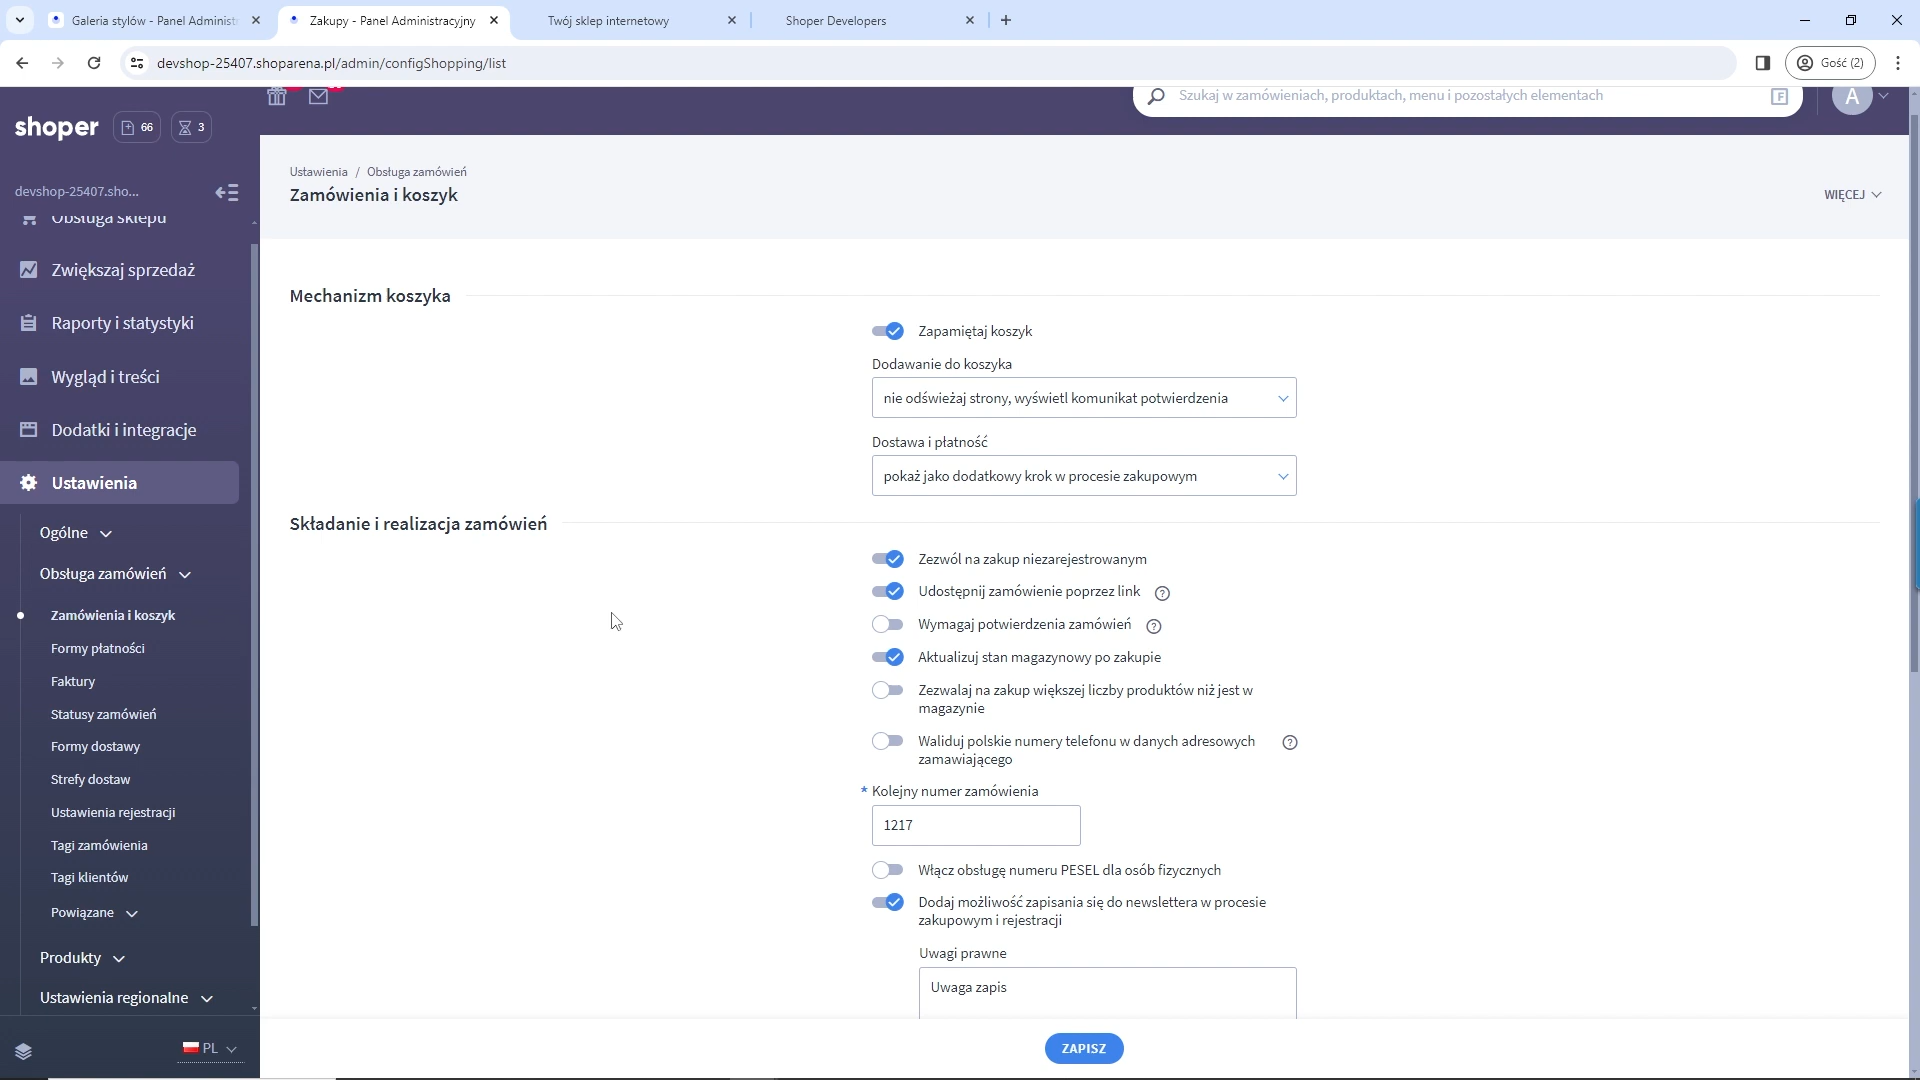 Galeria stylów - Panel Administr
Zakupy - Panel Administracyjny
Twój sklep internetowy
Shoper Developers
devshop-25407.shoparena.pl/admin/configShopping/list
Gość (2)
shoper
66
3
Szukaj w zamówieniach, produktach, menu i pozostałych elementach
F
A
devshop-25407.sho...
Obsługa sklepu
Zwiększaj sprzedaż
Raporty i statystyki
Wygląd i treści
Dodatki i integracje
Ustawienia
Ogólne
Obsługa zamówień
Zamówienia i koszyk
Formy płatności
Faktury
Statusy zamówień
Formy dostawy
Strefy dostaw
Ustawienia rejestracji
Tagi zamówienia
Tagi klientów
Powiązane
Produkty
Ustawienia regionalne
PL
Ustawienia / Obsługa zamówień
Zamówienia i koszyk
WIĘCEJ
Mechanizm koszyka
Zapamiętaj koszyk
Dodawanie do koszyka
nie odświeżaj strony, wyświetl komunikat potwierdzenia
Dostawa i płatność
pokaż jako dodatkowy krok w procesie zakupowym
Składanie i realizacja zamówień
Zezwól na zakup niezarejestrowanym
Udostępnij zamówienie poprzez link ?
Wymagaj potwierdzenia zamówień ?
Aktualizuj stan magazynowy po zakupie
Zezwalaj na zakup większej liczby produktów niż jest w
magazynie
Waliduj polskie numery telefonu w danych adresowych ?
zamawiającego
* Kolejny numer zamówienia
1217
Włącz obsługę numeru PESEL dla osób fizycznych
Dodaj możliwość zapisania się do newslettera w procesie
zakupowym i rejestracji
Uwagi prawne
Uwaga zapis
ZAPISZ